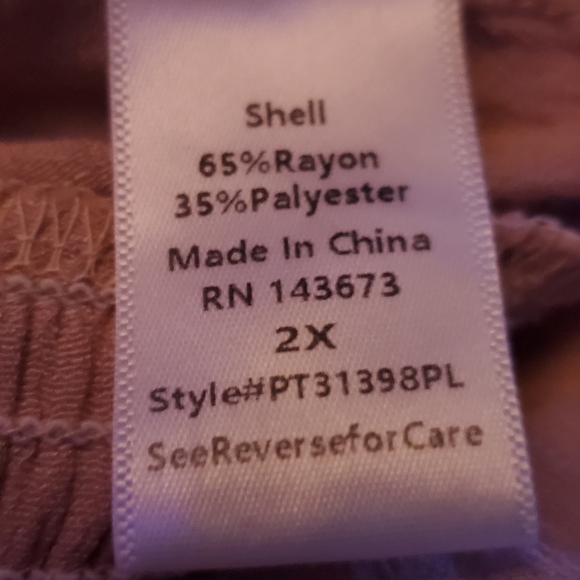 Shell
65%Rayon
35%Palyester
Made In China
RN 143673
2X
Style#PT31398PL
SeeReverseforCare